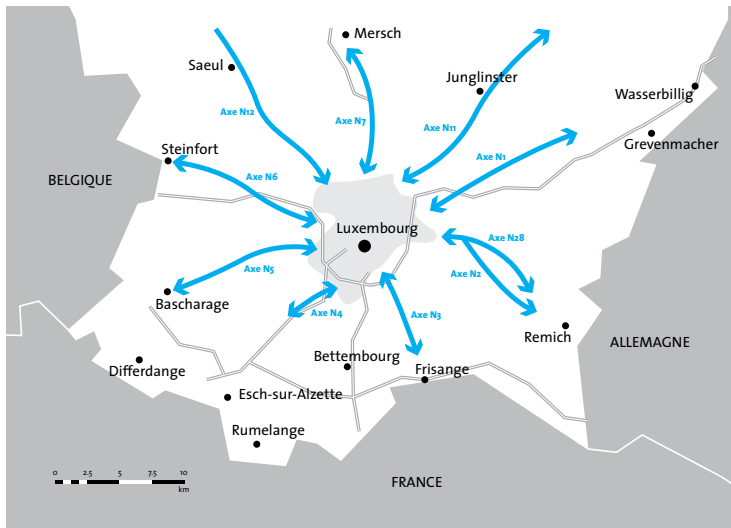 Mersch
Saeul
Junglinster
Wasserbillig
Axe N12
Axe N7
Axe N11
Grevenmacher
Steinfort
Axe N1
BELGIQUE
Axe N6
Luxembourg
Axe N28
Axe N5
Axe N2
Bascharage
Axe N4
Axe N3
Remich
ALLEMAGNE
Bettembourg
Differdange
Frisange
Esch-sur-Alzette
Rumelange
0 2.5 5 7.5 10
km
FRANCE